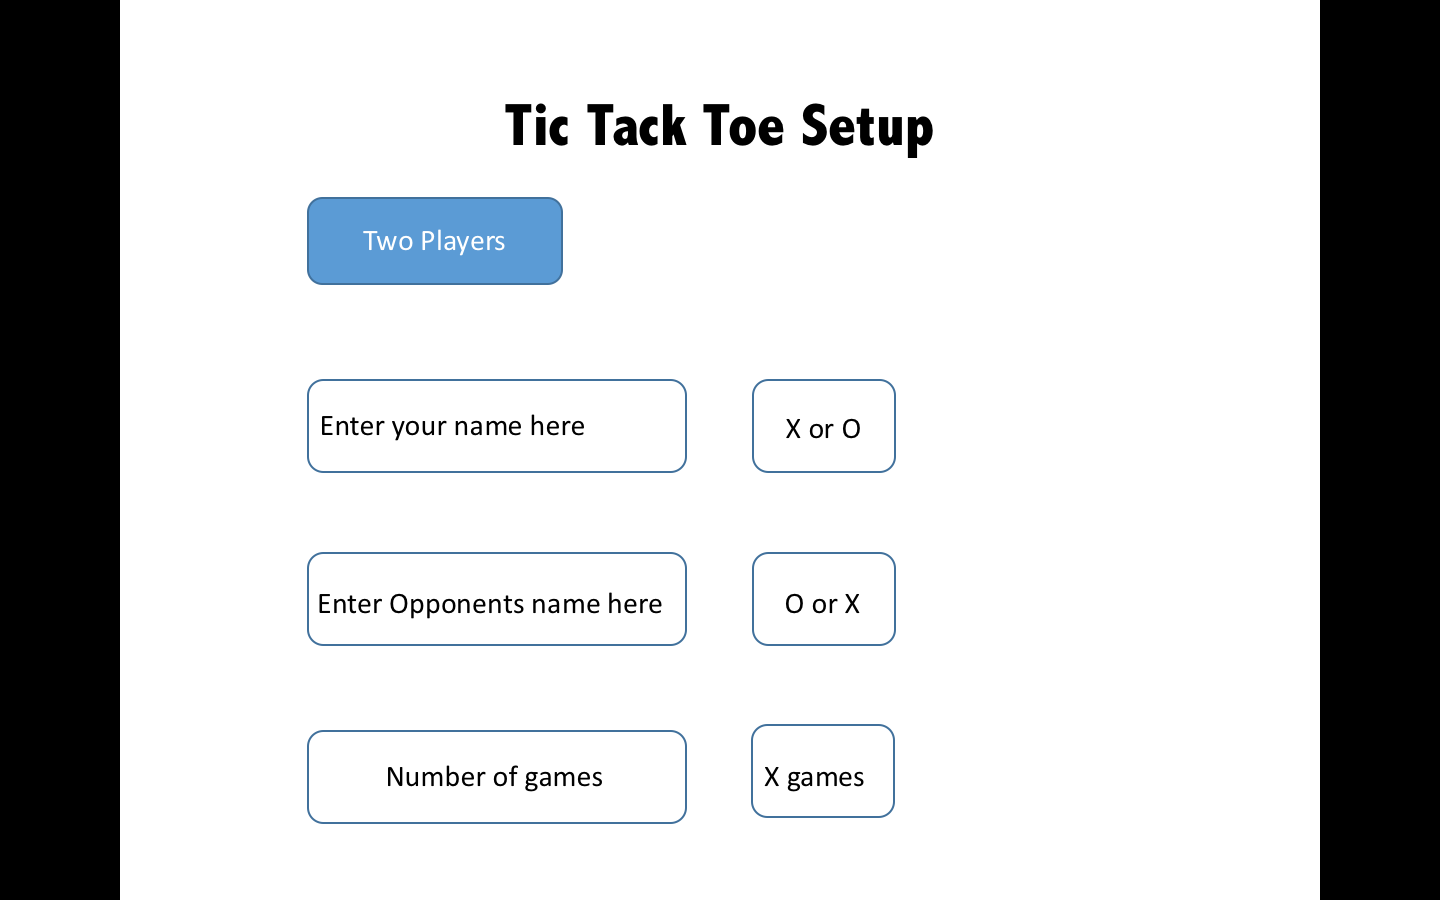 Tic Tack Toe Setup
Two Players
Enter your name here
X or O
Enter Opponents name here
O or X
Number of games
X games